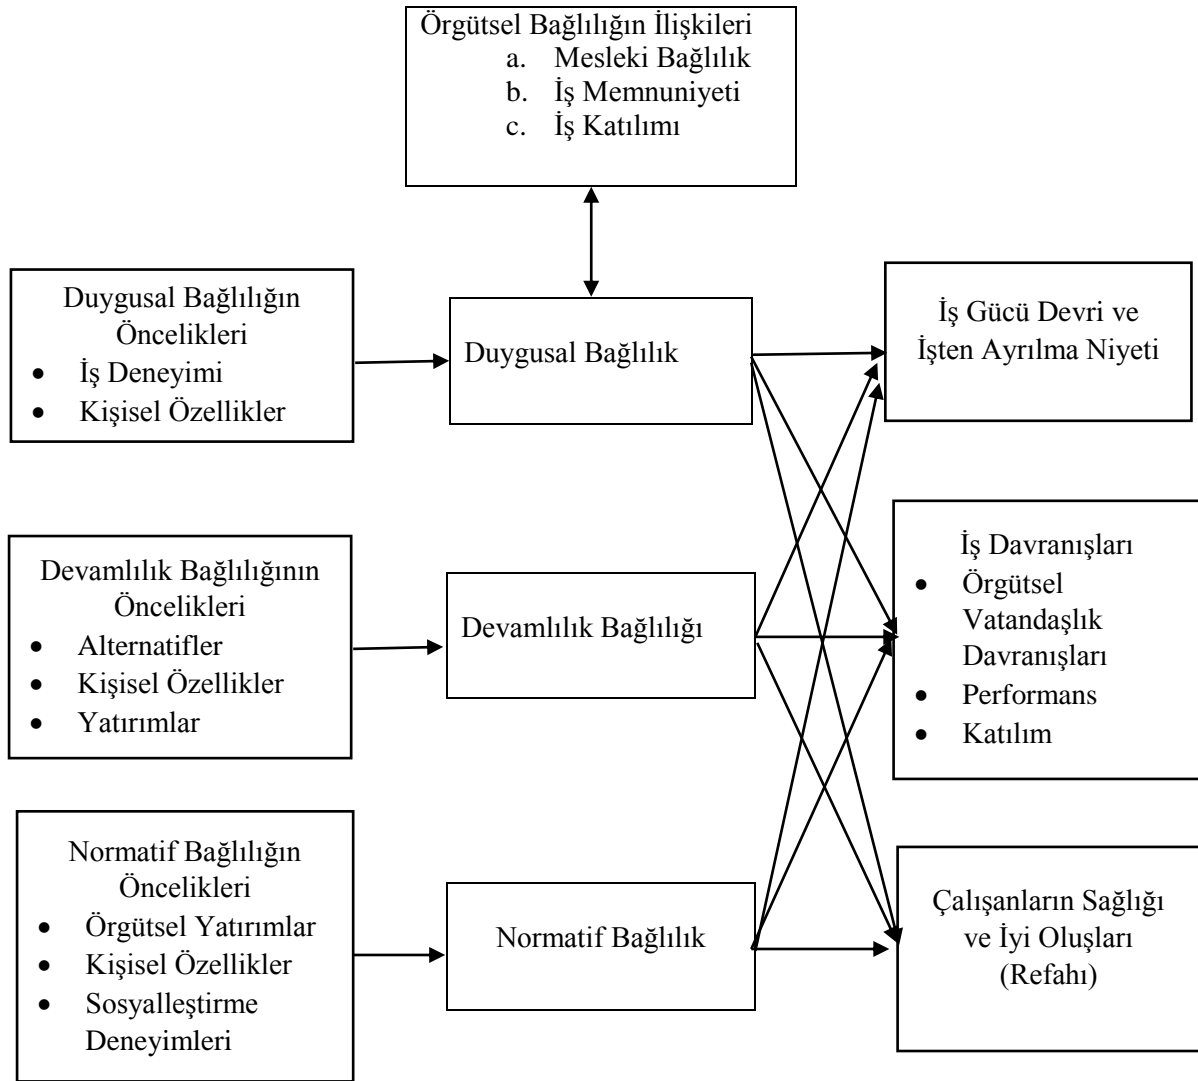 Örgütsel Bağlılığın İlişkileri
a. Mesleki Bağlılık
b. İş Memnuniyeti
c. İş Katılımı
Duygusal Bağlılığın
Öncelikleri
• İş Deneyimi
• Kişisel Özellikler
Duygusal Bağlılık
İş Gücü Devri ve
İşten Ayrılma Niyeti
Devamlılık Bağlılığının
Öncelikleri
• Alternatifler
• Kişisel Özellikler
• Yatırımlar
Devamlılık Bağlılığı
İş Davranışları
• Örgütsel
Vatandaşlık
Davranışları
• Performans
• Katılım
Normatif Bağlılığın
Öncelikleri
• Örgütsel Yatırımlar
• Kişisel Özellikler
• Sosyalleştirme
Deneyimleri
Normatif Bağlılık
Çalışanların Sağlığı
ve İyi Oluşları
(Refahı)